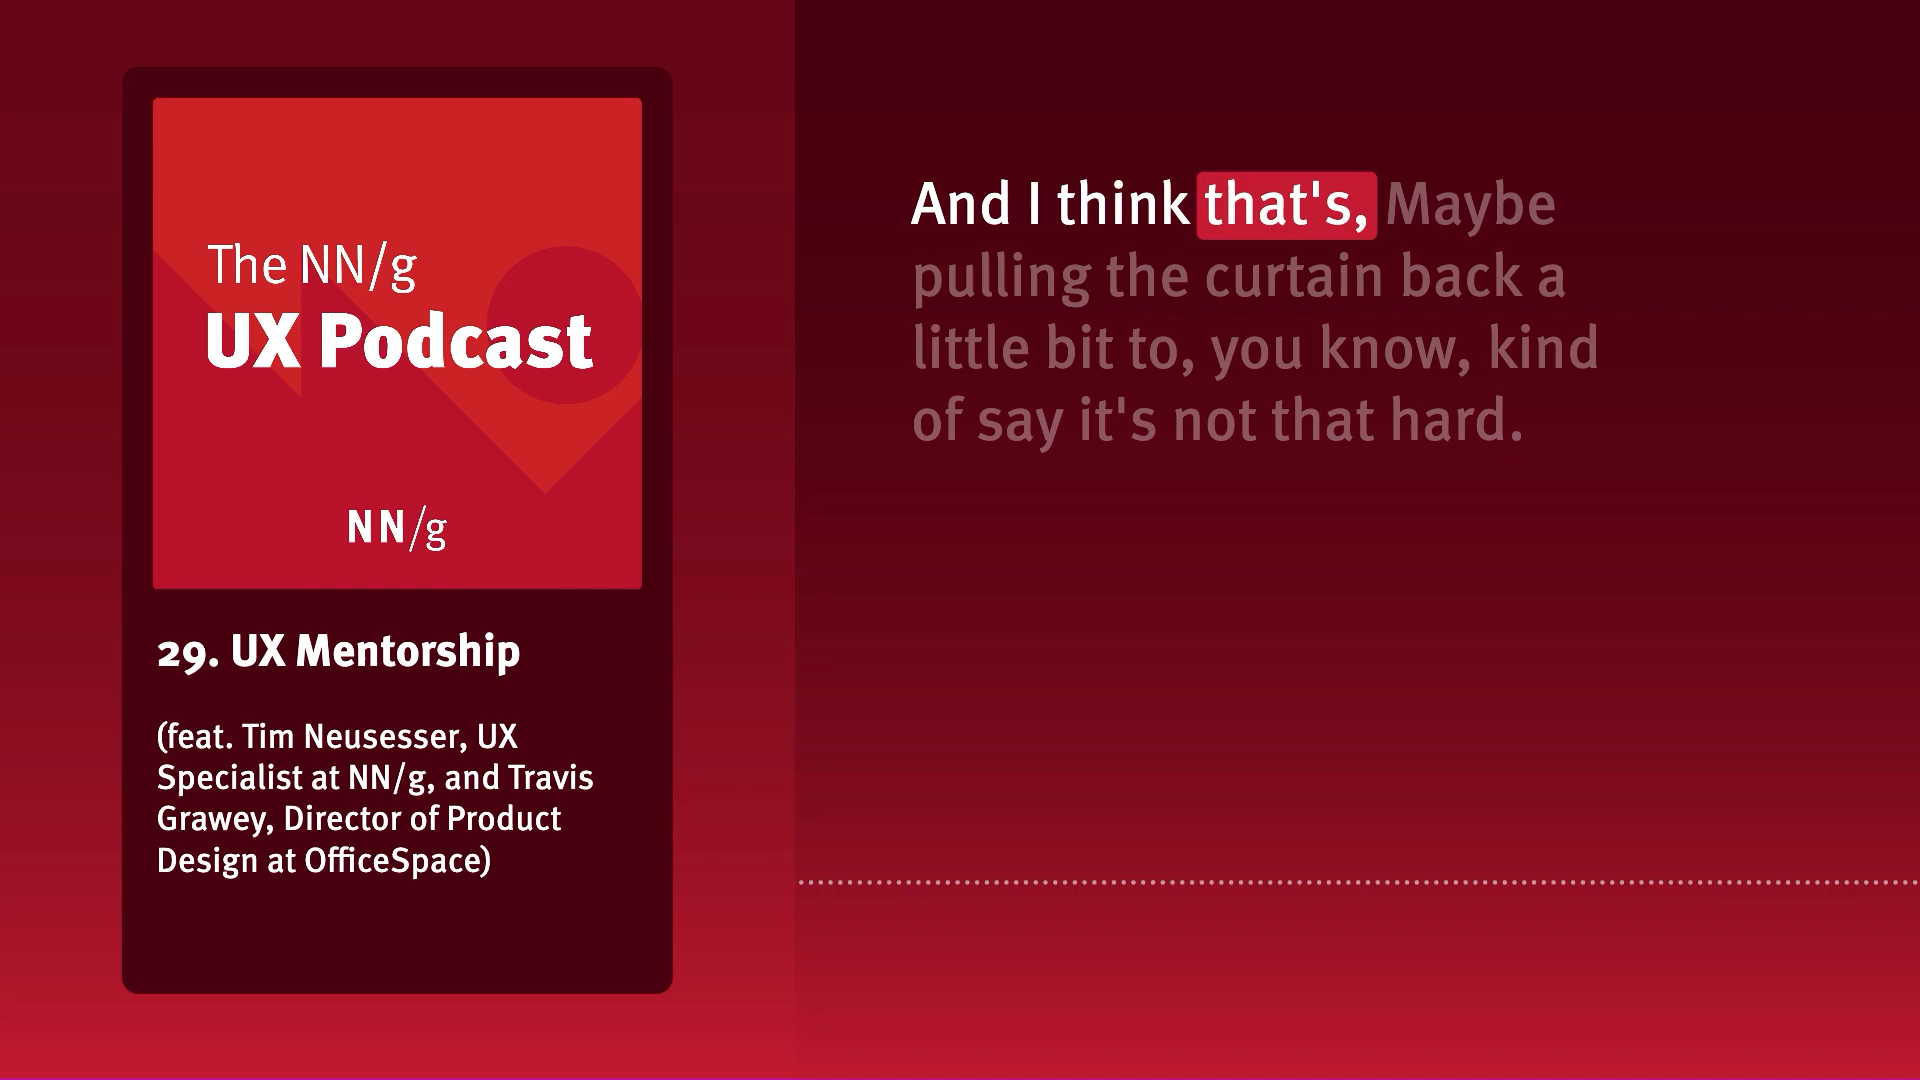 The NN/g
UX Podcast
NN/g
29. UX Mentorship
(feat. Tim Neusesser, UX
Specialist at NN/g, and Travis
Grawey, Director of Product
Design at OfficeSpace)
And I think that's, Maybe
pulling the curtain back a
little bit to, you know, kind
of say it's not that hard.